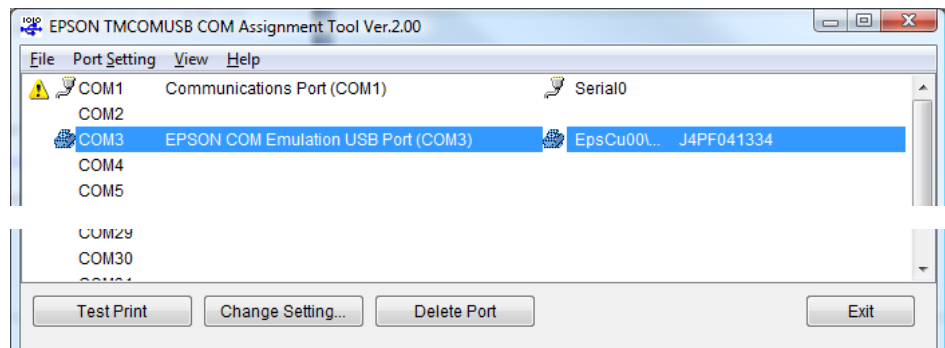 EPSON TMCOMUSB COM Assignment Tool Ver.2.00
File Port Setting View Help
COM1 Communications Port (COM1) Serial0
COM2
COM3 EPSON COM Emulation USB Port (COM3) EpsCu00\... J4PF041334
COM4
COM5
COM29
COM30
Test Print Change Setting... Delete Port Exit